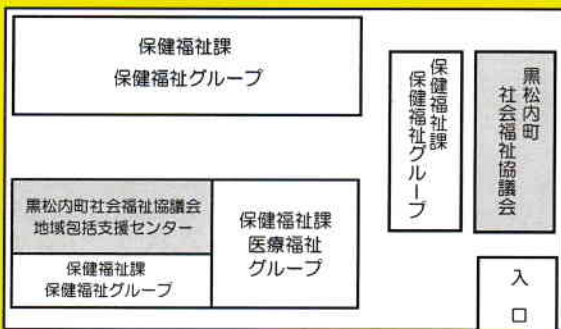 保健福祉課
保健福祉グループ
保健福祉課
保健福祉グループ
黒松内町
社会福祉協議会
黒松内町社会福祉協議会
地域包括支援センター
保健福祉課
保健福祉グループ
保健福祉課
医療福祉
グループ
入
口